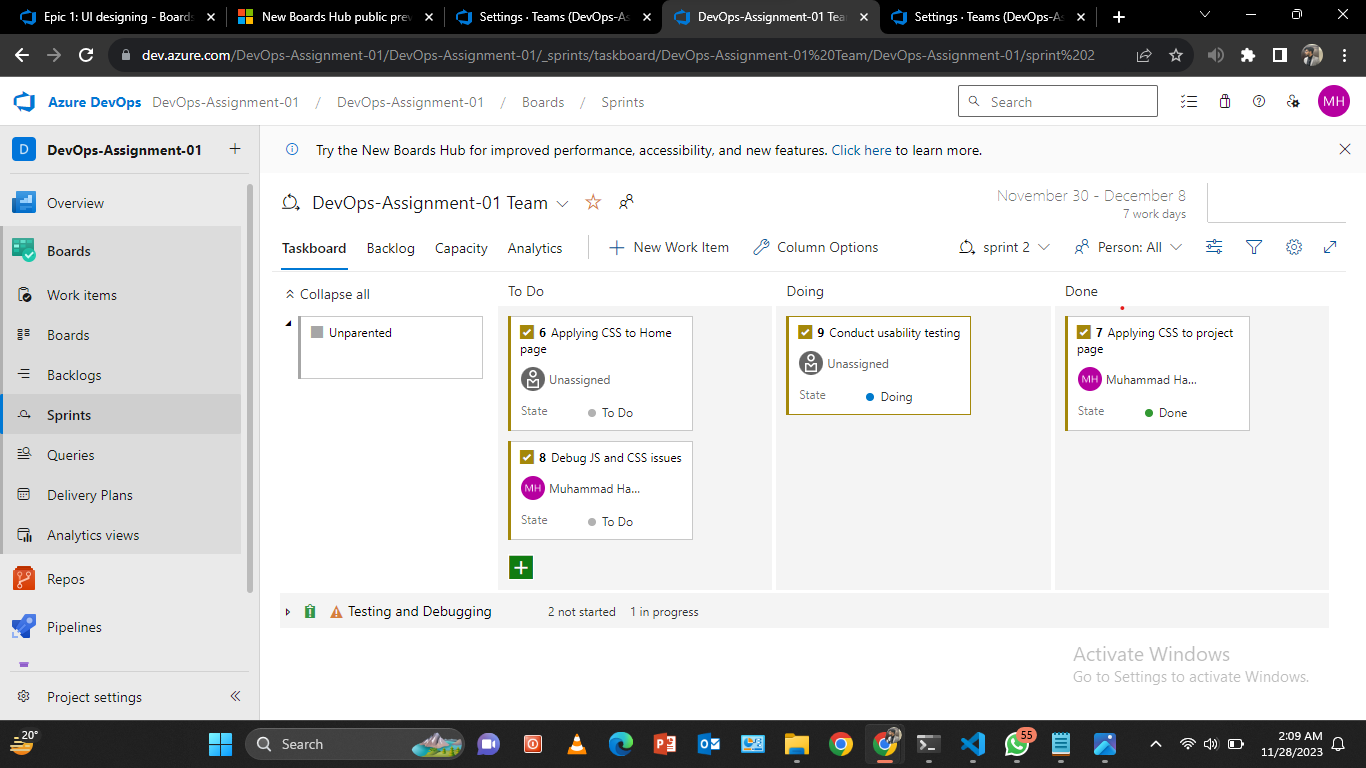 Epic 1: UI designing - Boards
New Boards Hub public prev
Settings · Teams (DevOps-As
DevOps-Assignment-01 Tea
Settings · Teams (DevOps-As
dev.azure.com/DevOps-Assignment-01/DevOps-Assignment-01/_sprints/taskboard/DevOps-Assignment-01%20Team/DevOps-Assignment-01/sprint%202
Azure DevOps DevOps-Assignment-01 / DevOps-Assignment-01 / Boards / Sprints
Search
MH
D DevOps-Assignment-01 +
Try the New Boards Hub for improved performance, accessibility, and new features. Click here to learn more.
Overview
Boards
Work items
Boards
Backlogs
Sprints
Queries
Delivery Plans
Analytics views
Repos
Pipelines
Project settings
DevOps-Assignment-01 Team
November 30 - December 8
7 work days
Taskboard Backlog Capacity Analytics New Work Item Column Options
sprint 2 Person: All
Collapse all
To Do
Doing
Done
Unparented
6 Applying CSS to Home
page
Unassigned
State To Do
8 Debug JS and CSS issues
MH Muhammad Ha...
State To Do
9 Conduct usability testing
Unassigned
State Doing
7 Applying CSS to project
page
MH Muhammad Ha...
State Done
Testing and Debugging 2 not started 1 in progress
Activate Windows
Go to Settings to activate Windows.
20°
Search
55
2:09 AM
11/28/2023